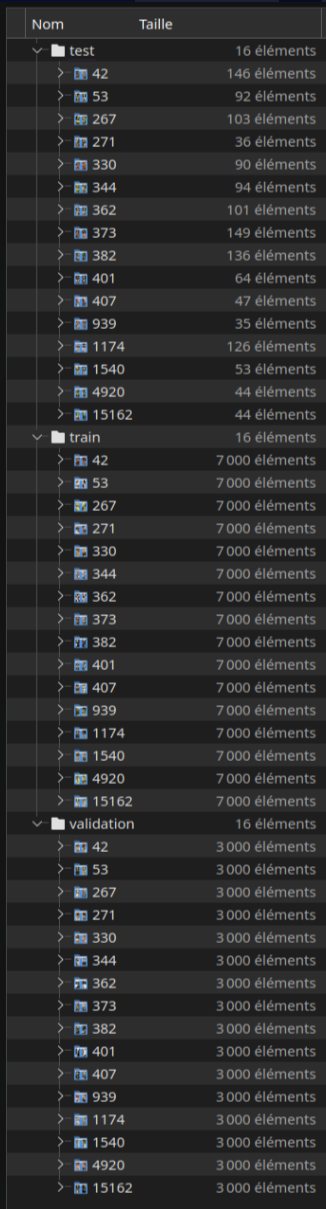 Nom Taille
test 16 éléments
42 146 éléments
53 92 éléments
267 103 éléments
271 36 éléments
330 90 éléments
344 94 éléments
362 101 éléments
373 149 éléments
382 136 éléments
401 64 éléments
407 47 éléments
939 35 éléments
1174 126 éléments
1540 53 éléments
4920 44 éléments
15162 44 éléments
train 16 éléments
42 7 000 éléments
53 7 000 éléments
267 7 000 éléments
271 7 000 éléments
330 7 000 éléments
344 7 000 éléments
362 7 000 éléments
373 7 000 éléments
382 7 000 éléments
401 7 000 éléments
407 7 000 éléments
939 7 000 éléments
1174 7 000 éléments
1540 7 000 éléments
4920 7 000 éléments
15162 7 000 éléments
validation 16 éléments
42 3 000 éléments
53 3 000 éléments
267 3 000 éléments
271 3 000 éléments
330 3 000 éléments
344 3 000 éléments
362 3 000 éléments
373 3 000 éléments
382 3 000 éléments
401 3 000 éléments
407 3 000 éléments
939 3 000 éléments
1174 3 000 éléments
1540 3 000 éléments
4920 3 000 éléments
15162 3 000 éléments